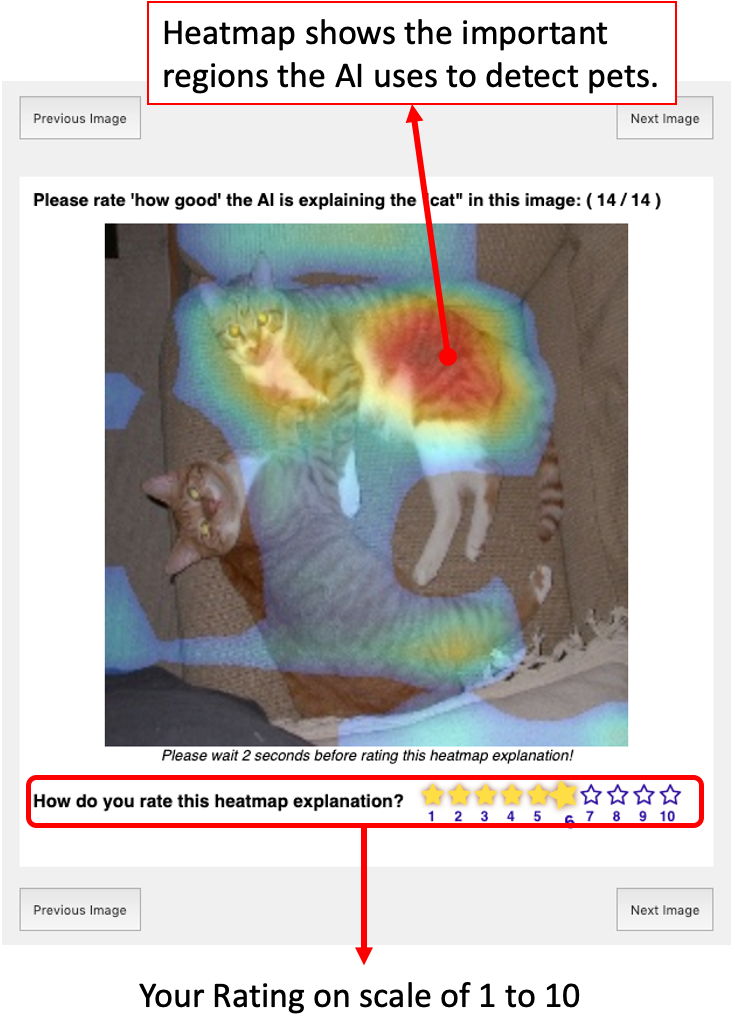 Heatmap shows the important
regions the AI uses to detect pets.
Previous Image
Next Image
Please rate 'how good' the AI is explaining the "cat" in this image: ( 14 / 14 )
Please wait 2 seconds before rating this heatmap explanation!
How do you rate this heatmap explanation?
1 2 3 4 5 6 7 8 9 10
Previous Image
Next Image
Your Rating on scale of 1 to 10